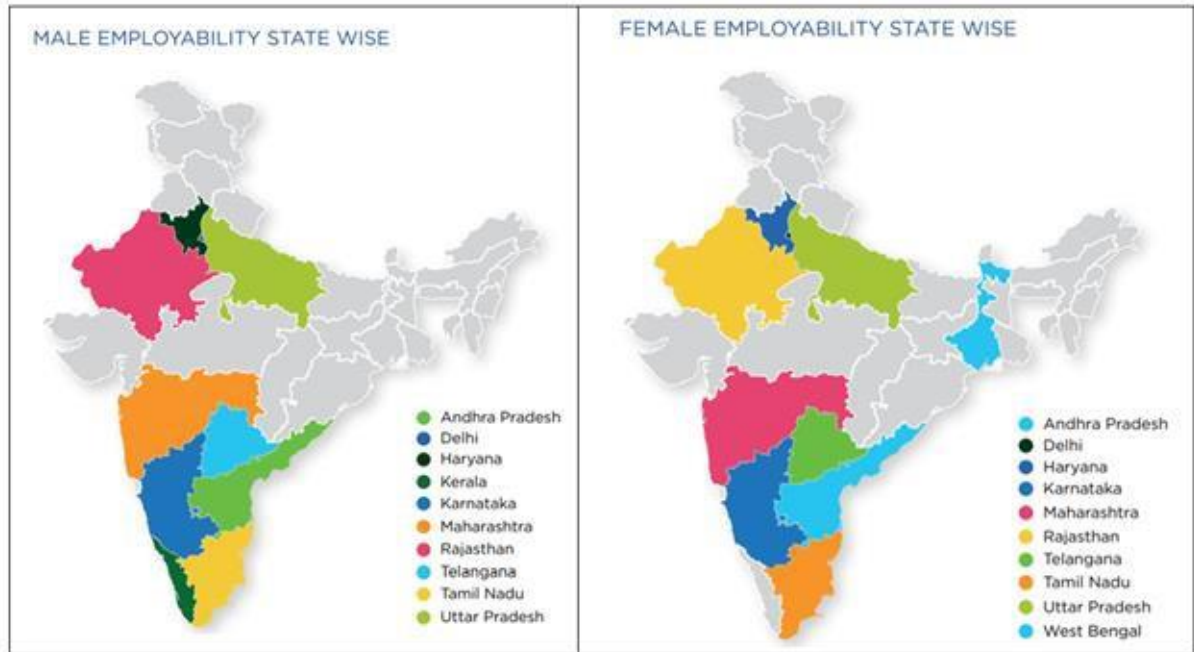 MALE EMPLOYABILITY STATE WISE
Andhra Pradesh
Delhi
Haryana
Kerala
Karnataka
Maharashtra
Rajasthan
Telangana
Tamil Nadu
Uttar Pradesh
FEMALE EMPLOYABILITY STATE WISE
Andhra Pradesh
Delhi
Haryana
Karnataka
Maharashtra
Rajasthan
Telangana
Tamil Nadu
Uttar Pradesh
West Bengal